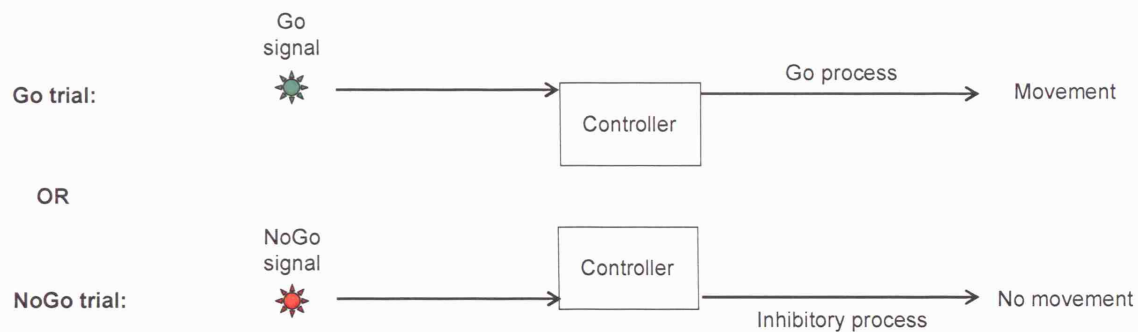 Go
signal
Go trial:
Go process
Movement
Controller
OR
NoGo
signal
Controller
NoGo trial:
No movement
Inhibitory process